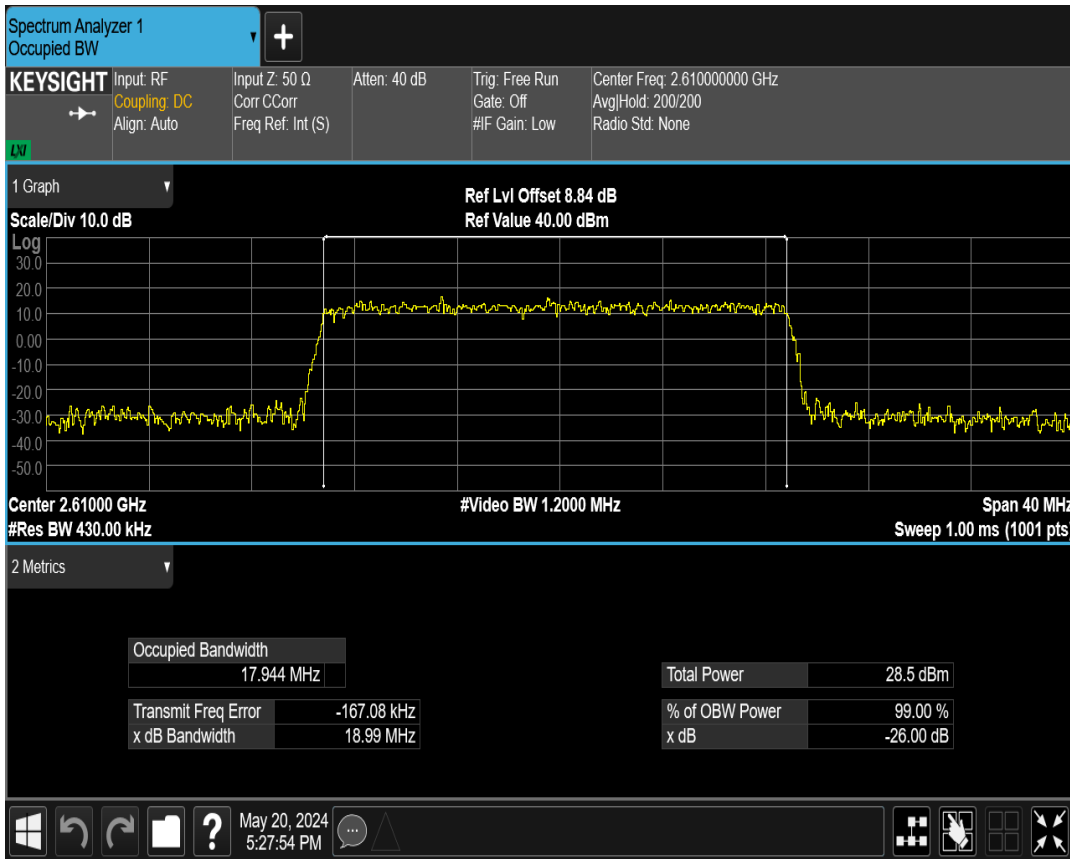 Spectrum Analyzer 1
Occupied BW
+
KEYSIGHT
LXI
Input: RF
Coupling: DC
Align: Auto
Input Z: 50 Ω
Corr CCorr
Freq Ref: Int (S)
Atten: 40 dB
Trig: Free Run
Gate: Off
#IF Gain: Low
Center Freq: 2.610000000 GHz
Avg|Hold: 200/200
Radio Std: None
1 Graph
Scale/Div 10.0 dB
Ref Lvl Offset 8.84 dB
Ref Value 40.00 dBm
Log
30.0
20.0
10.0
0.00
-10.0
-20.0
-30.0
-40.0
-50.0
Center 2.61000 GHz
#Video BW 1.2000 MHz
Span 40 MHz
#Res BW 430.00 kHz
Sweep 1.00 ms (1001 pts)
2 Metrics
Occupied Bandwidth
17.944 MHz
Total Power 28.5 dBm
Transmit Freq Error -167.08 kHz
% of OBW Power 99.00 %
x dB Bandwidth 18.99 MHz
x dB -26.00 dB
?
May 20, 2024
5:27:54 PM